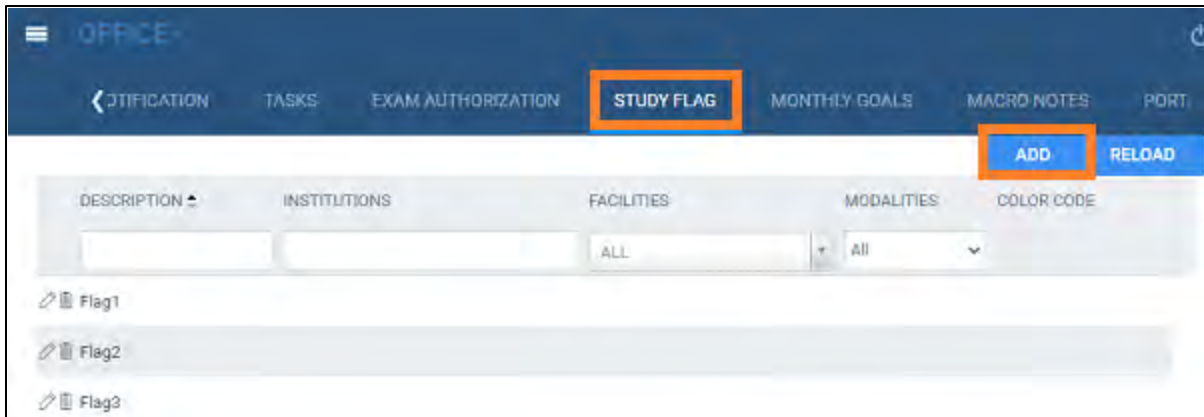 OFFICE
OTIFICATION TASKS EXAM AUTHORIZATION STUDY FLAG MONTHLY GOALS MACRO NOTES PORT
ADD RELOAD
DESCRIPTION INSTITUTIONS FACILITIES MODALITIES COLOR CODE
ALL All
Flag1
Flag2
Flag3